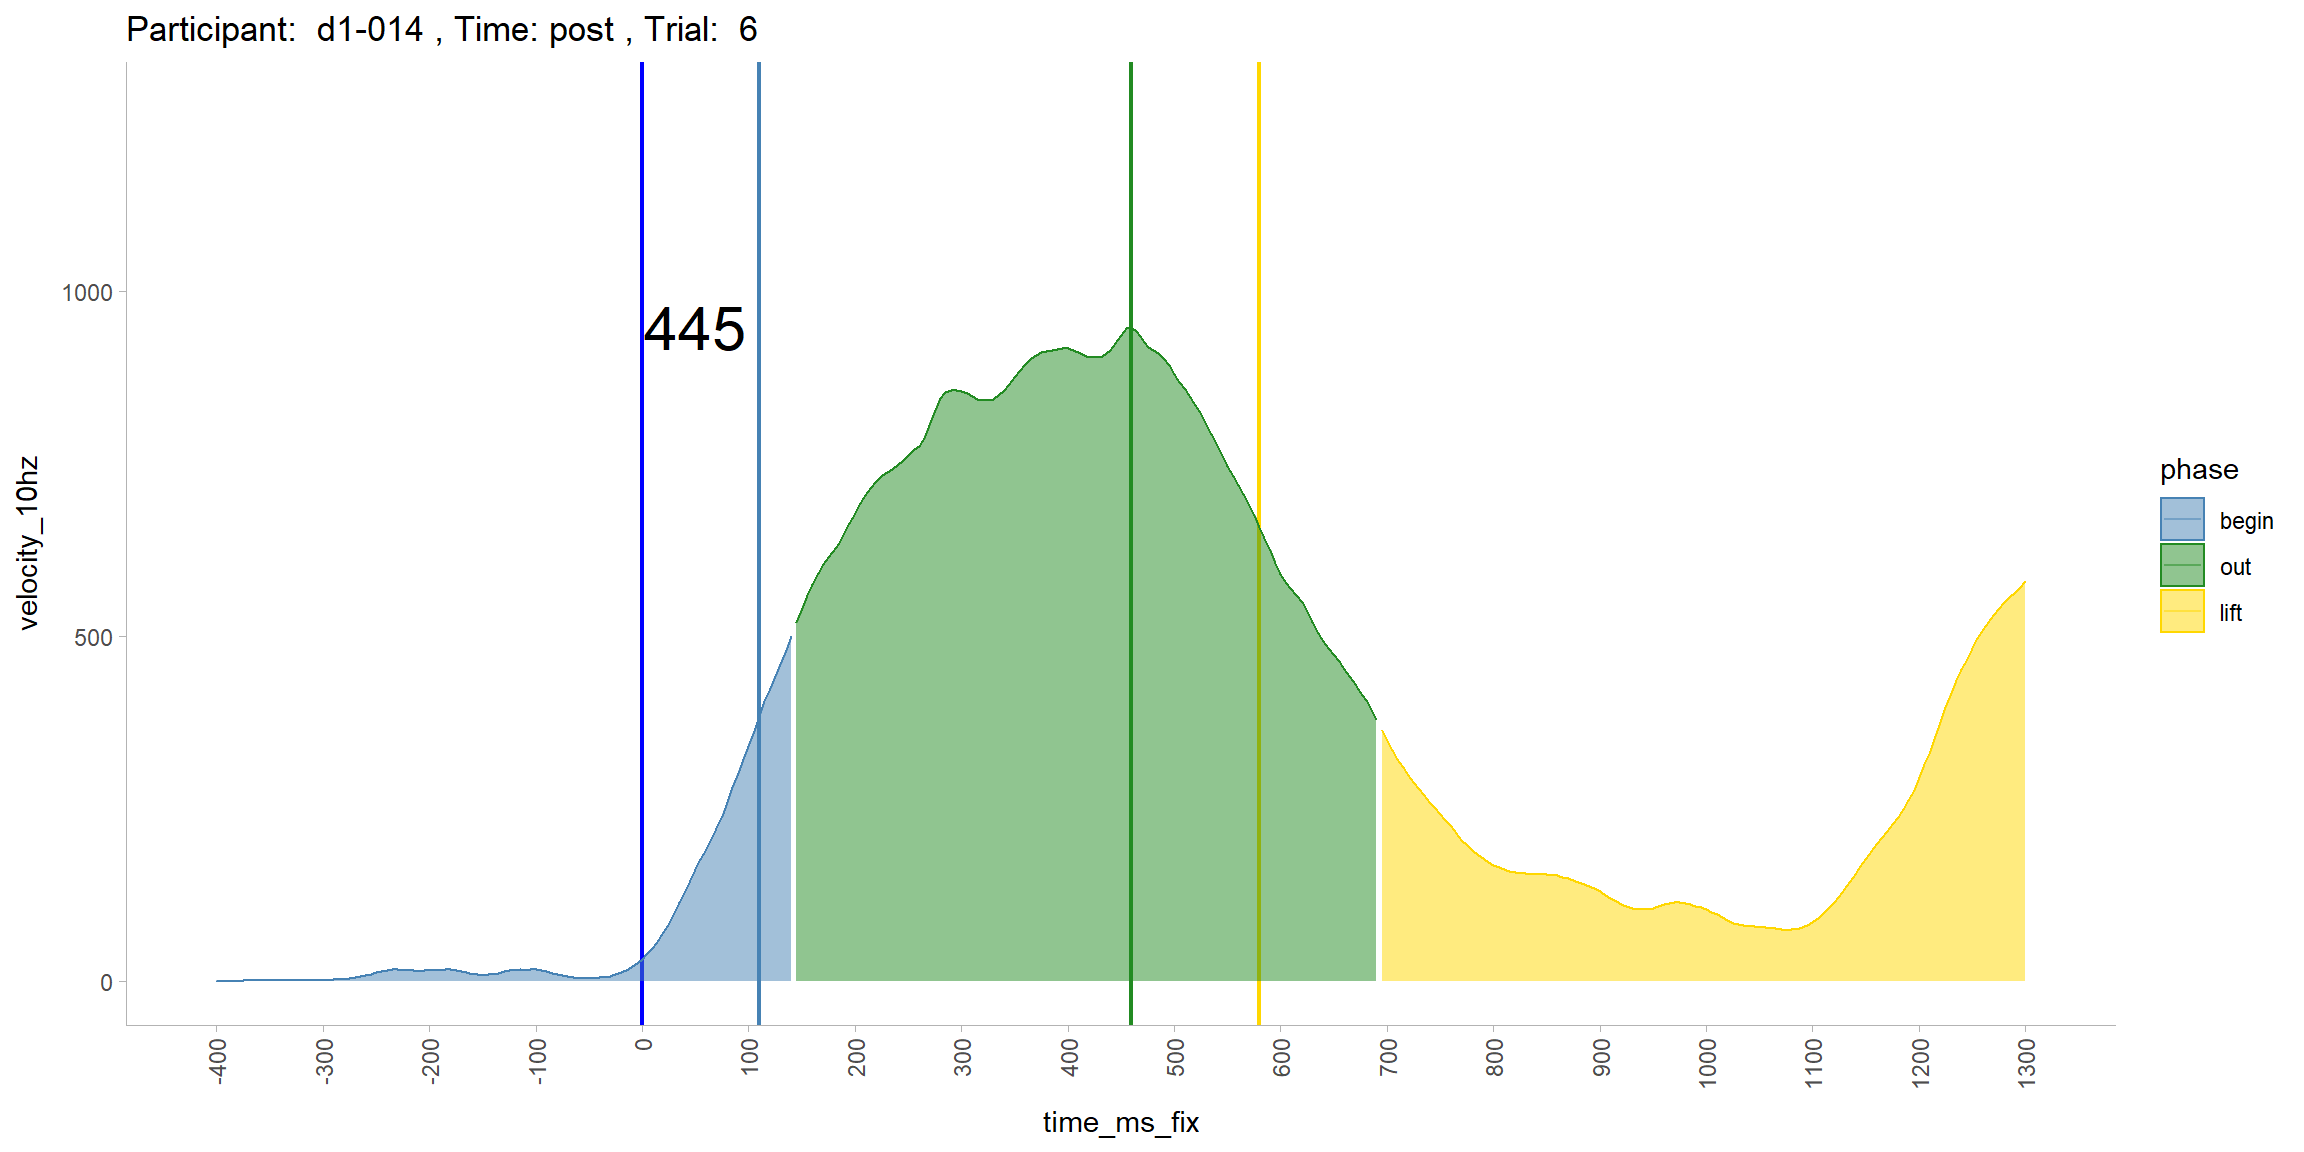 Participant:  d1-014 , Time: post , Trial:  6
1000
500
0
velocity_10hz
445
-400 -300 -200 -100 0 100 200 300 400 500 600 700 800 900 1000 1100 1200 1300
time_ms_fix
phase
begin
out
lift